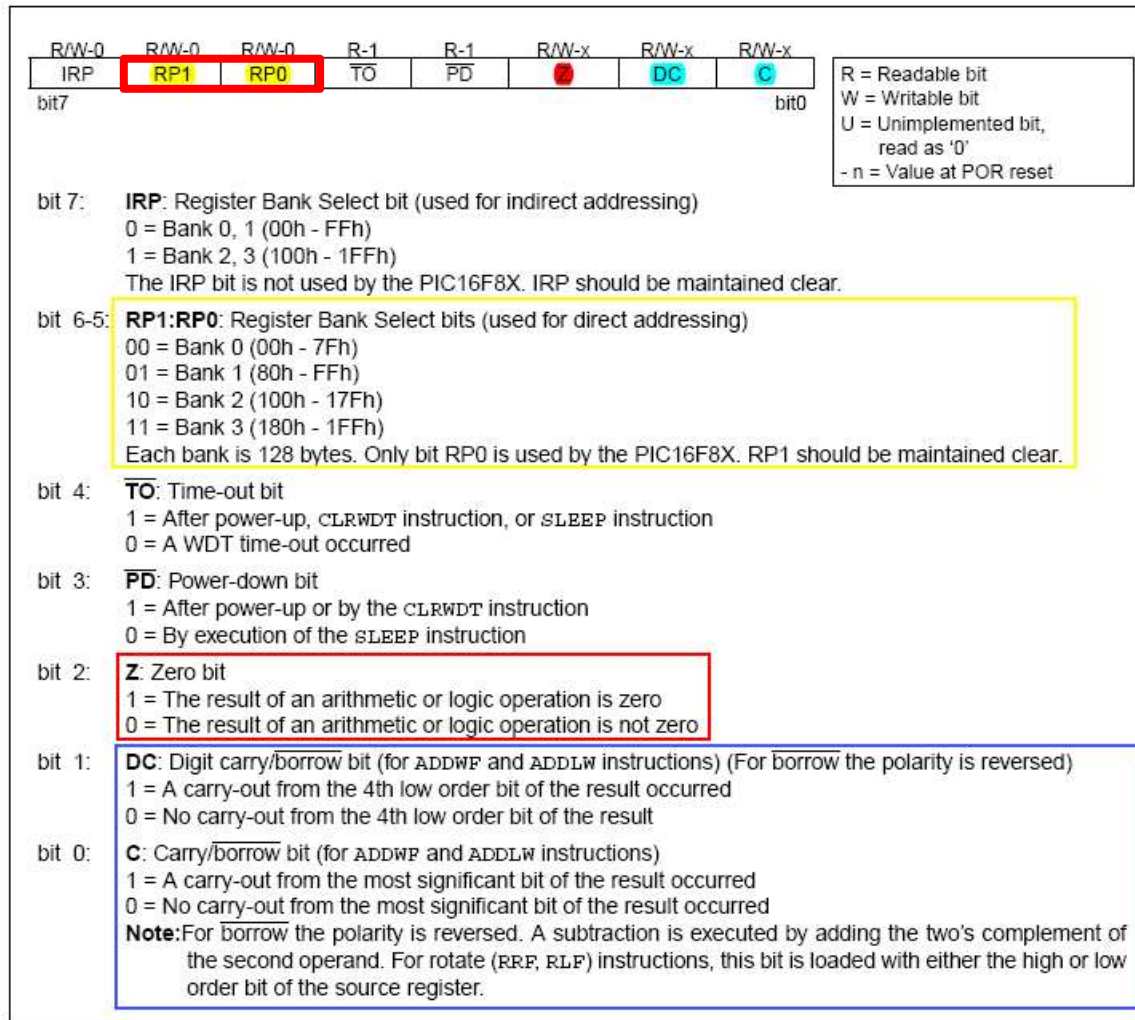 R/W-0 R/W-0 R/W-0 R-1 R-1 R/W-x R/W-x R/W-x
IRP RP1 RP0 T̅O̅ P̅D̅ Z DC C
bit7 bit0
R = Readable bit
W = Writable bit
U = Unimplemented bit,
read as ‘0’
- n = Value at POR reset
bit 7: IRP: Register Bank Select bit (used for indirect addressing)
0 = Bank 0, 1 (00h - FFh)
1 = Bank 2, 3 (100h - 1FFh)
The IRP bit is not used by the PIC16F8X. IRP should be maintained clear.
bit 6-5: RP1:RP0: Register Bank Select bits (used for direct addressing)
00 = Bank 0 (00h - 7Fh)
01 = Bank 1 (80h - FFh)
10 = Bank 2 (100h - 17Fh)
11 = Bank 3 (180h - 1FFh)
Each bank is 128 bytes. Only bit RP0 is used by the PIC16F8X. RP1 should be maintained clear.
bit 4: T̅O̅: Time-out bit
1 = After power-up, CLRWDT instruction, or SLEEP instruction
0 = A WDT time-out occurred
bit 3: P̅D̅: Power-down bit
1 = After power-up or by the CLRWDT instruction
0 = By execution of the SLEEP instruction
bit 2: Z: Zero bit
1 = The result of an arithmetic or logic operation is zero
0 = The result of an arithmetic or logic operation is not zero
bit 1: DC: Digit carry/b̅o̅r̅r̅o̅w̅ bit (for ADDWF and ADDLW instructions) (For b̅o̅r̅r̅o̅w̅ the polarity is reversed)
1 = A carry-out from the 4th low order bit of the result occurred
0 = No carry-out from the 4th low order bit of the result
bit 0: C: Carry/b̅o̅r̅r̅o̅w̅ bit (for ADDWF and ADDLW instructions)
1 = A carry-out from the most significant bit of the result occurred
0 = No carry-out from the most significant bit of the result occurred
Note:For b̅o̅r̅r̅o̅w̅ the polarity is reversed. A subtraction is executed by adding the two’s complement of
the second operand. For rotate (RRF, RLF) instructions, this bit is loaded with either the high or low
order bit of the source register.